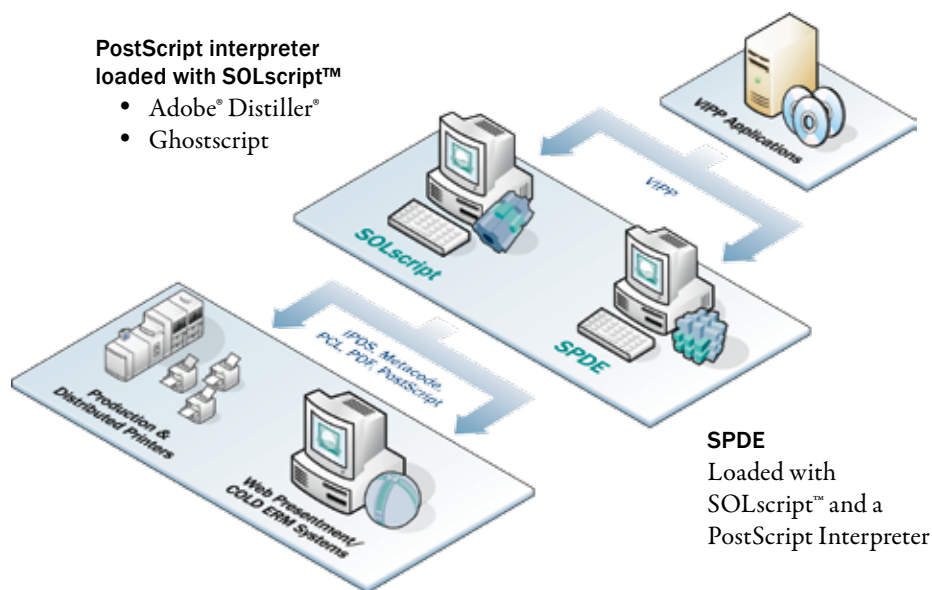 PostScript interpreter
loaded with SOLscript™
• Adobe® Distiller®
• Ghostscript
VIPP Applications
VIPP
SOLscript
SPDE
IPDS, Metacode,
PCL, PDF, PostScript
Production &
Distributed Printers
Web Presentment/
COLD ERM Systems
SPDE
Loaded with
SOLscript™ and a
PostScript Interpreter